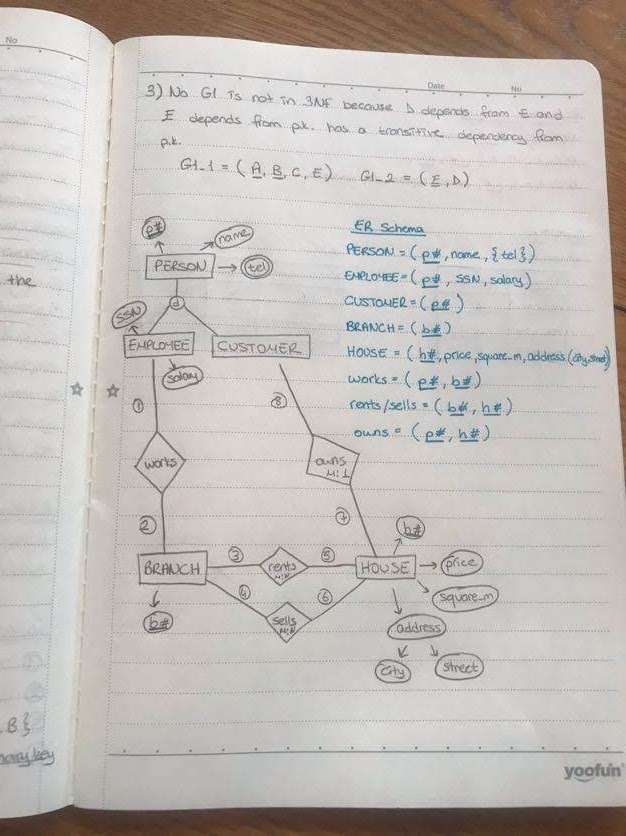 No
Date
No
3) No. G1 is not in 3NF because D depends from E and
E depends from p.k. has a transitive dependency from
p.k.
G1_1 = (A, B, C, E) G1_2 = (E, D)
the
p#
name
PERSON
tel
d
SSN
EMPLOYEE
CUSTOMER
salary
1
8
works
owns
M:1
2
7
BRANCH
3
rents
M:N
5
HOUSE
4
sells
M:N
6
b#
h#
price
square_m
address
city
street
ER Schema
PERSON = (p#, name, {tel})
EMPLOYEE = (p#, SSN, salary)
CUSTOMER = (p#)
BRANCH = (b#)
HOUSE = (h#, price, square_m, address, (city, street)
works = (p#, b#)
rents/sells = (b#, h#)
owns = (p#, h#)
B}
key
yoofun